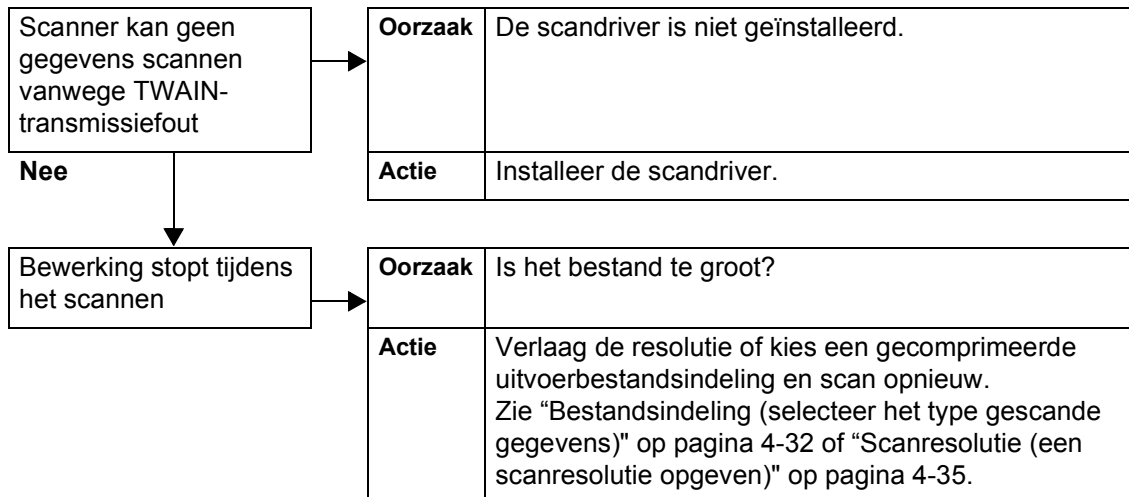 Scanner kan geen
gegevens scannen
vanwege TWAIN-
transmissiefout
Oorzaak De scandriver is niet geïnstalleerd.
Nee
Actie Installeer de scandriver.
Bewerking stopt tijdens
het scannen
Oorzaak Is het bestand te groot?
Actie Verlaag de resolutie of kies een gecomprimeerde
uitvoerbestandsindeling en scan opnieuw.
Zie “Bestandsindeling (selecteer het type gescande
gegevens)" op pagina 4-32 of “Scanresolutie (een
scanresolutie opgeven)" op pagina 4-35.